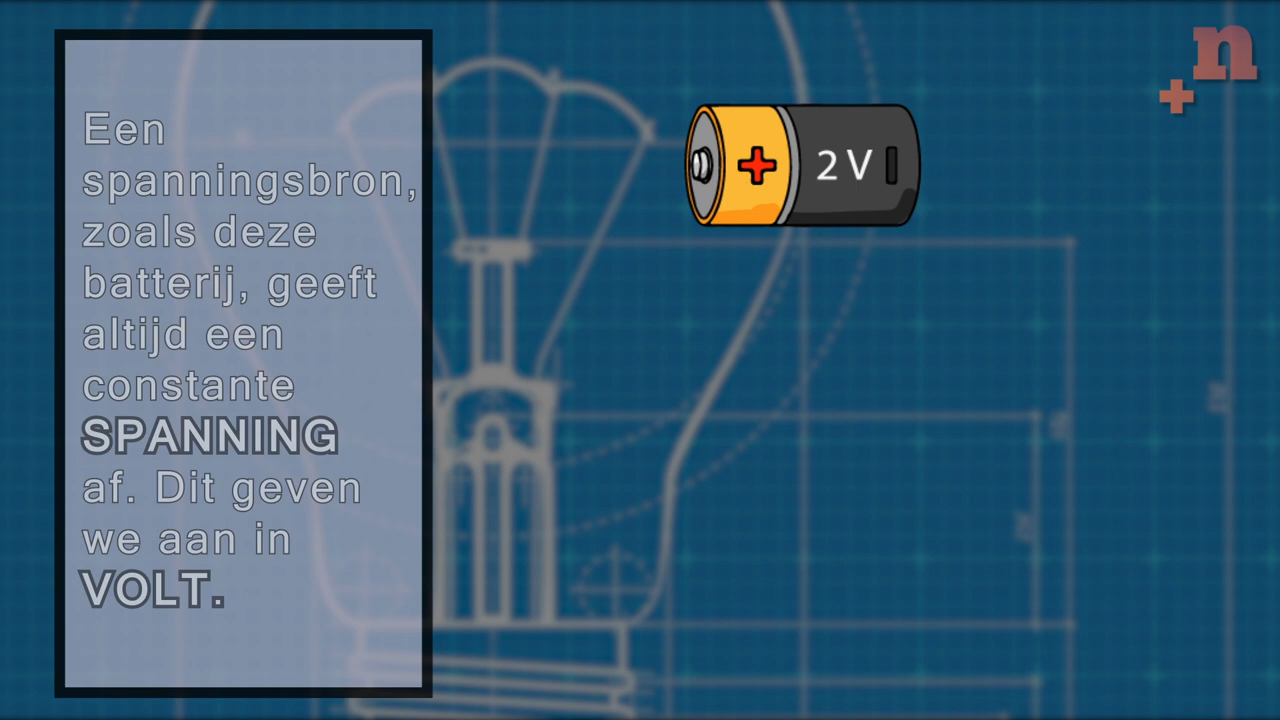 Een
spanningsbron,
zoals deze
batterij, geeft
altijd een
constante
SPANNING
af. Dit geven
we aan in
VOLT.
2 V
n
+